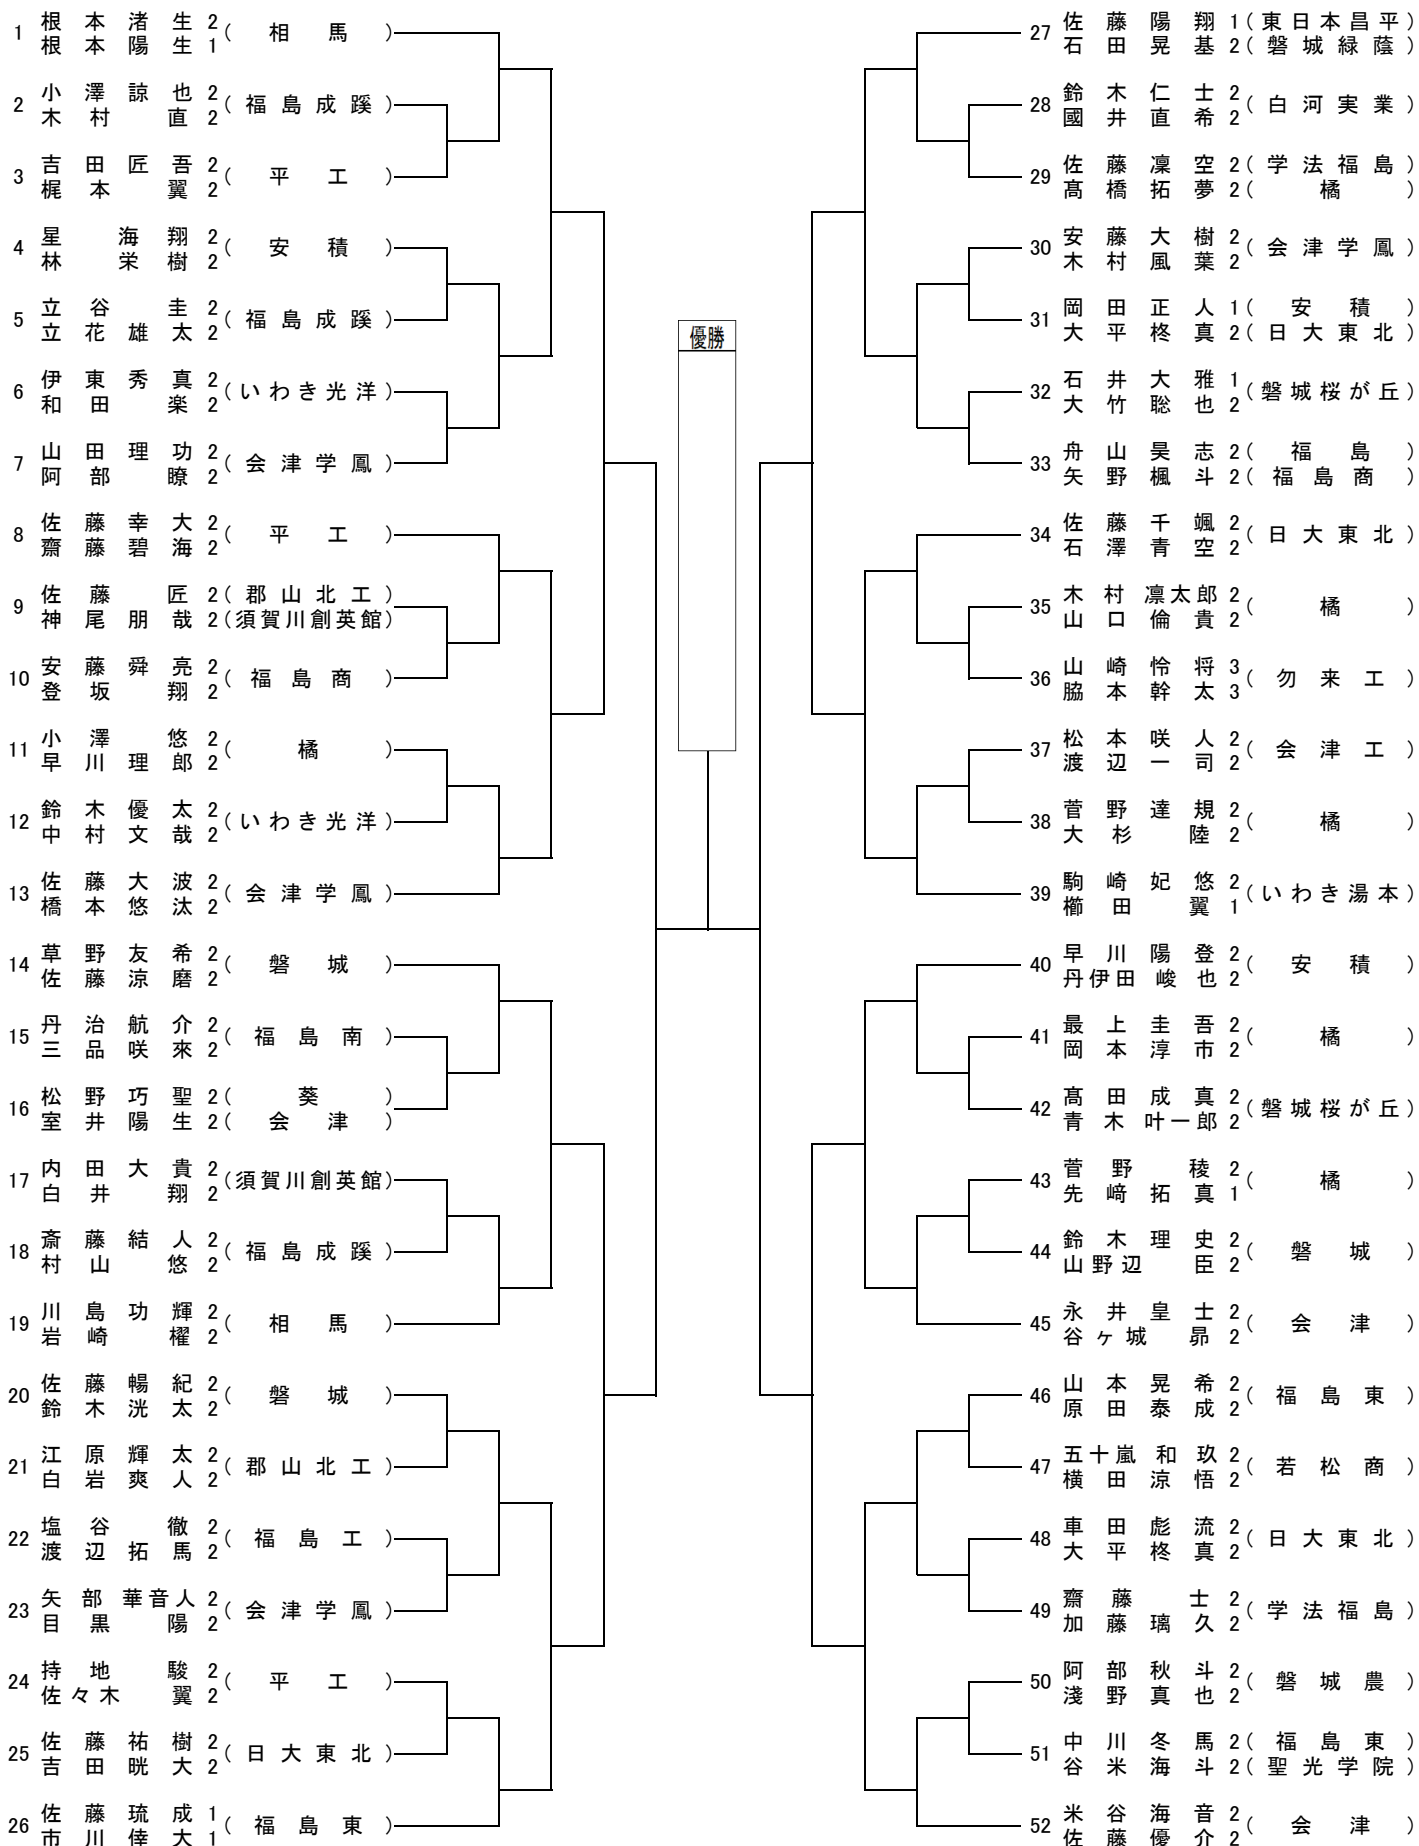 1 根本渚生 2 (相馬)
根本陽生 1
2 小澤諒也 2 (福島成蹊)
木村直 2
3 吉田匠吾 2 (平工)
梶本翼 2
4 星海翔 2 (安積)
林栄樹 2
5 立谷圭 2 (福島成蹊)
立花雄太 2
6 伊東秀真 2 (いわき光洋)
和田楽 2
7 山田理功 2 (会津学鳳)
阿部瞭 2
8 佐藤幸大 2 (平工)
齋藤碧海 2
9 佐藤匠 2 (郡山北工)
神尾朋哉 2 (須賀川創英館)
10 安藤舜亮 2 (福島商)
登坂翔 2
11 小澤悠 2 (橘)
早川理郎 2
12 鈴木優太 2 (いわき光洋)
中村文哉 2
13 佐藤大波 2 (会津学鳳)
橋本悠汰 2
14 草野友希 2 (磐城)
佐藤涼磨 2
15 丹治航介 2 (福島南)
三品咲來 2
16 松野巧聖 2 (葵)
室井陽生 2 (会津)
17 内田大貴 2 (須賀川創英館)
白井翔 2
18 斎藤結人 2 (福島成蹊)
村山悠 2
19 川島功輝 2 (相馬)
岩崎櫂 2
20 佐藤暢紀 2 (磐城)
鈴木洸太 2
21 江原輝太 2 (郡山北工)
白岩爽人 2
22 塩谷徹 2 (福島工)
渡辺拓馬 2
23 矢部華音人 2 (会津学鳳)
目黒陽 2
24 持地駿 2 (平工)
佐々木翼 2
25 佐藤祐樹 2 (日大東北)
吉田晄大 2
26 佐藤琉成 1 (福島東)
市川倖大 1
優勝
27 佐藤陽翔 1 (東日本昌平)
石田晃基 2 (磐城緑蔭)
28 鈴木仁士 2 (白河実業)
國井直希 2
29 佐藤凜空 2 (学法福島)
髙橋拓夢 2 (橘)
30 安藤大樹 2 (会津学鳳)
木村風葉 2
31 岡田正人 1 (安積)
大平柊真 2 (日大東北)
32 石井大雅 1 (磐城桜が丘)
大竹聡也 2
33 舟山昊志 2 (福島)
矢野楓斗 2 (福島商)
34 佐藤千颯 2 (日大東北)
石澤青空 2
35 木村凛太郎 2 (橘)
山口倫貴 2
36 山崎怜将 3 (勿来工)
脇本幹太 3
37 松本咲人 2 (会津工)
渡辺一司 2
38 菅野達規 2 (橘)
大杉陸 2
39 駒崎妃悠 2 (いわき湯本)
櫛田翼 1
40 早川陽登 2 (安積)
丹伊田峻也 2
41 最上圭吾 2 (橘)
岡本淳市 2
42 髙田成真 2 (磐城桜が丘)
青木叶一郎 2
43 菅野稜 2 (橘)
先﨑拓真 1
44 鈴木理史 2 (磐城)
山野辺臣 2
45 永井皇士 2 (会津)
谷ヶ城昴 2
46 山本晃希 2 (福島東)
原田泰成 2
47 五十嵐和玖 2 (若松商)
横田涼悟 2
48 車田彪流 2 (日大東北)
大平柊真 2
49 齋藤士 2 (学法福島)
加藤璃久 2
50 阿部秋斗 2 (磐城農)
淺野真也 2
51 中川冬馬 2 (福島東)
谷米海斗 2 (聖光学院)
52 米谷海音 2 (会津)
佐藤優介 2